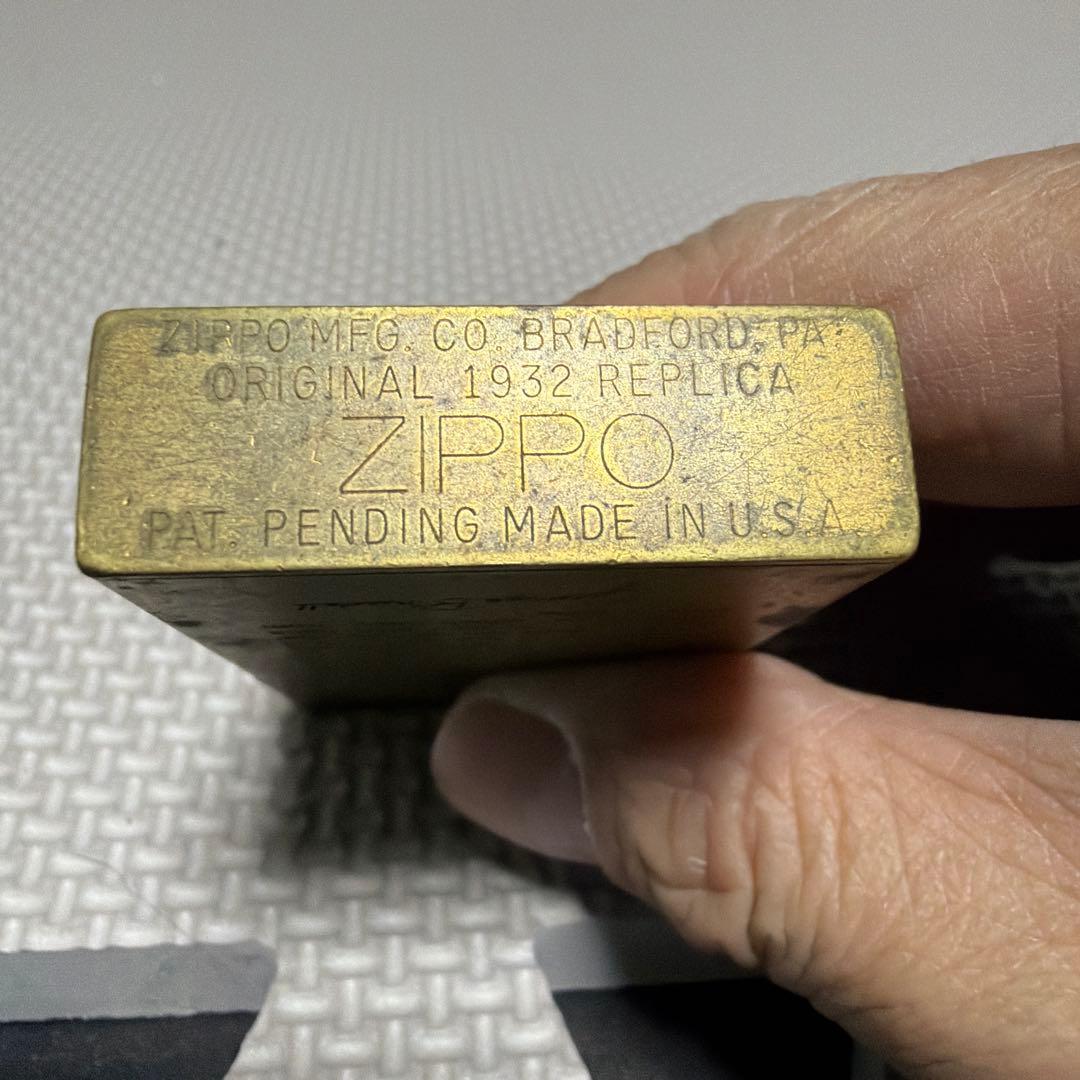 ZIPPO MFG. CO. BRADFORD, PA.
ORIGINAL 1932 REPLICA
ZIPPO
PAT. PENDING MADE IN U.S.A